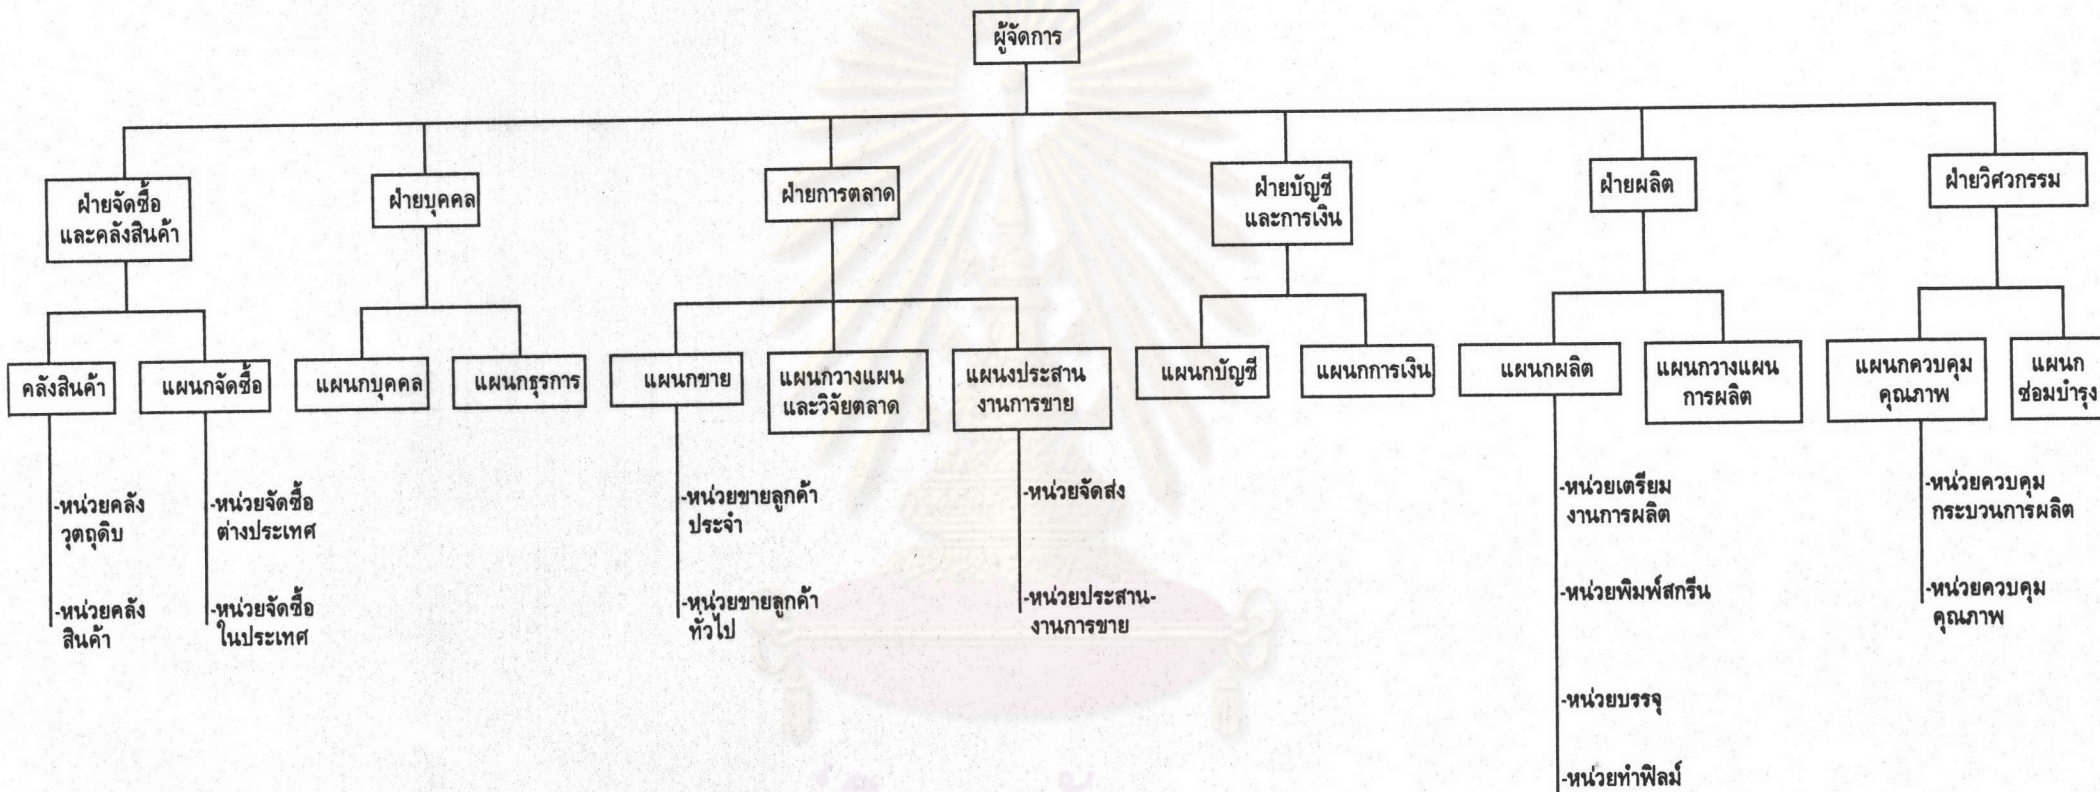 ผู้จัดการ
ฝ่ายจัดซื้อ
และคลังสินค้า
ฝ่ายบุคคล
ฝ่ายการตลาด
ฝ่ายบัญชี
และการเงิน
ฝ่ายผลิต
ฝ่ายวิศวกรรม
คลังสินค้า
แผนกจัดซื้อ
แผนกบุคคล
แผนกธุรการ
แผนกขาย
แผนกวางแผน
และวิจัยตลาด
แผนงประสาน
งานการขาย
แผนกบัญชี
แผนกการเงิน
แผนกผลิต
แผนกวางแผน
การผลิต
แผนกควบคุม
คุณภาพ
แผนก
ซ่อมบำรุง
-หน่วยคลัง
วุตถุดิบ
-หน่วยคลัง
สินค้า
-หน่วยจัดซื้อ
ต่างประเทศ
-หน่วยจัดซื้อ
ในประเทศ
-หน่วยขายลูกค้า
ประจำ
-หน่วยขายลูกค้า
ทั่วไป
-หน่วยจัดส่ง
-หน่วยประสาน-
งานการขาย
-หน่วยเตรียม
งานการผลิต
-หน่วยพิมพ์สกรีน
-หน่วยบรรจุ
-หน่วยทำฟิลม์
-หน่วยควบคุม
กระบวนการผลิต
-หน่วยควบคุม
คุณภาพ